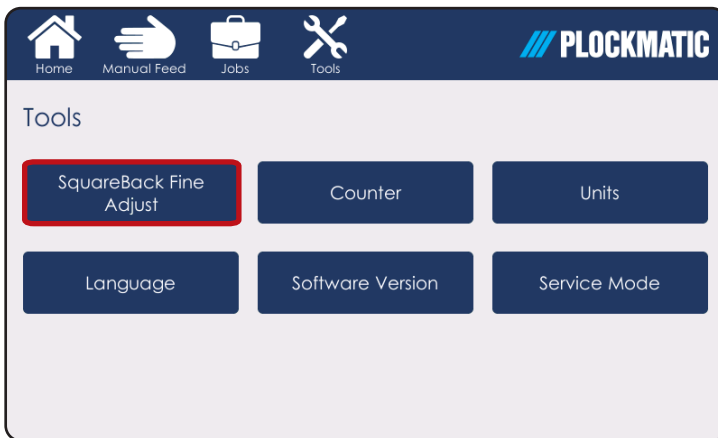 Home Manual Feed Jobs Tools
PLOCKMATIC
Tools
SquareBack Fine
Adjust
Counter
Units
Language
Software Version
Service Mode